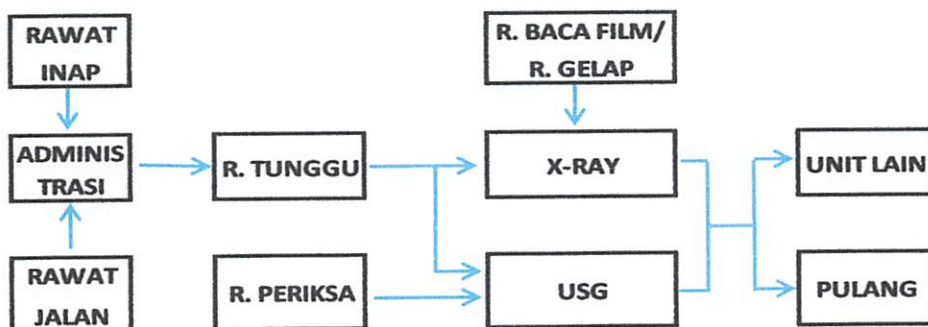 RAWAT
INAP
R. BACA FILM/
R. GELAP
ADMINIS
TRASI
R. TUNGGU
X-RAY
UNIT LAIN
RAWAT
JALAN
R. PERIKSA
USG
PULANG